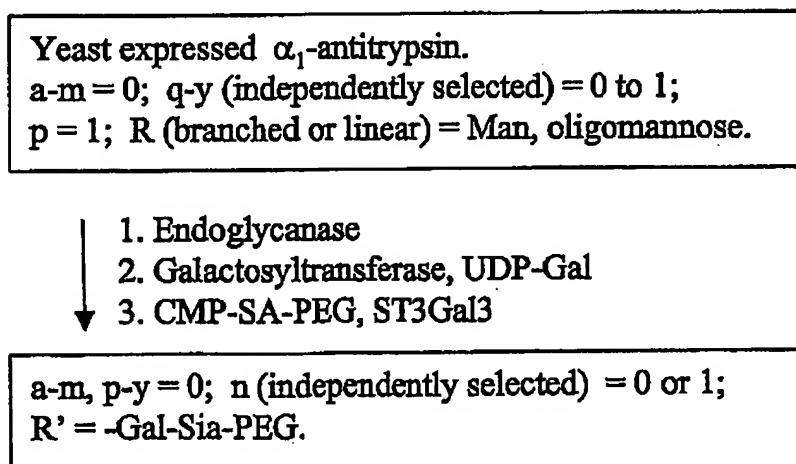 Yeast expressed α₁-antitrypsin.
a-m = 0; q-y (independently selected) = 0 to 1;
p = 1; R (branched or linear) = Man, oligomannose.
1. Endoglycanase
2. Galactosyltransferase, UDP-Gal
3. CMP-SA-PEG, ST3Gal3
a-m, p-y = 0; n (independently selected) = 0 or 1;
R’ = -Gal-Sia-PEG.